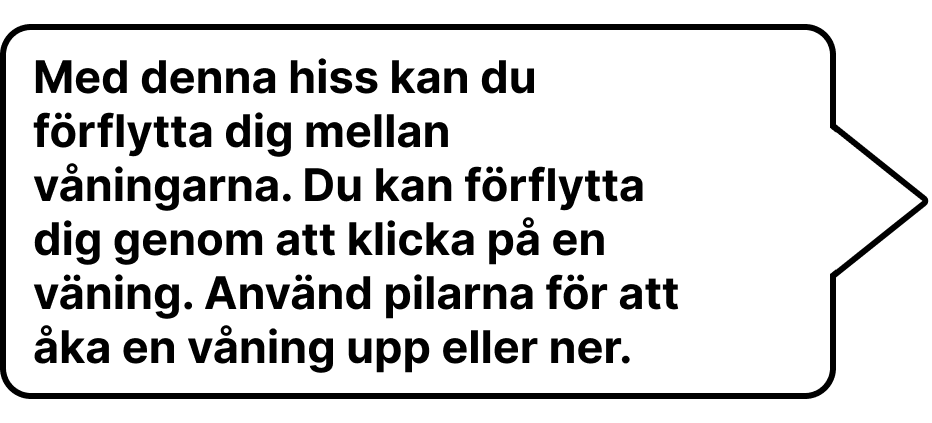 Med denna hiss kan du
förflytta dig mellan
våningarna. Du kan förflytta
dig genom att klicka på en
väning. Använd pilarna för att
åka en våning upp eller ner.